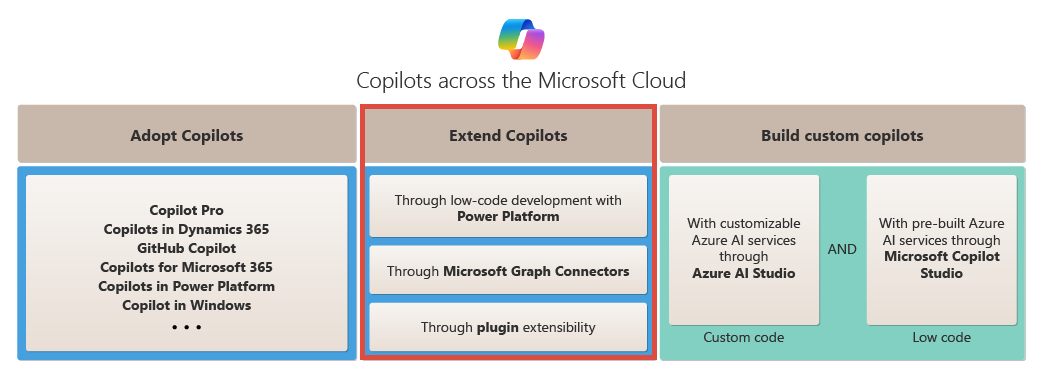 Copilots across the Microsoft Cloud
Adopt Copilots
Copilot Pro
Copilots in Dynamics 365
GitHub Copilot
Copilots for Microsoft 365
Copilots in Power Platform
Copilot in Windows
• • •
Extend Copilots
Through low-code development with
Power Platform
Through Microsoft Graph Connectors
Through plugin extensibility
Build custom copilots
With customizable
Azure AI services
through
Azure AI Studio
Custom code
AND
With pre-built Azure
AI services through
Microsoft Copilot
Studio
Low code